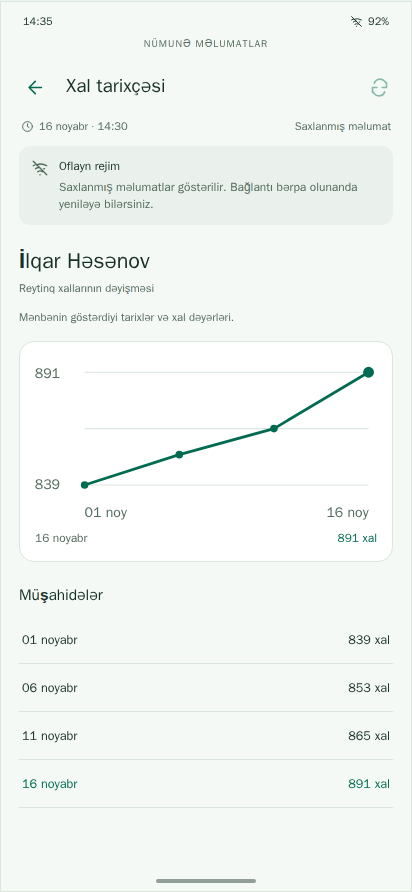 14:35
92%
NÜMUNƏ MƏLUMATLAR
Xal tarixçəsi
16 noyabr · 14:30
Saxlanmış məlumat
Oflayn rejim
Saxlanmış məlumatlar göstərilir. Bağlantı bərpa olunanda
yeniləyə bilərsiniz.
İlqar Həsənov
Reytinq xallarının dəyişməsi
Mənbənin göstərdiyi tarixlər və xal dəyərləri.
891
839
01 noy
16 noy
16 noyabr
891 xal
Müşahidələr
01 noyabr
839 xal
06 noyabr
853 xal
11 noyabr
865 xal
16 noyabr
891 xal